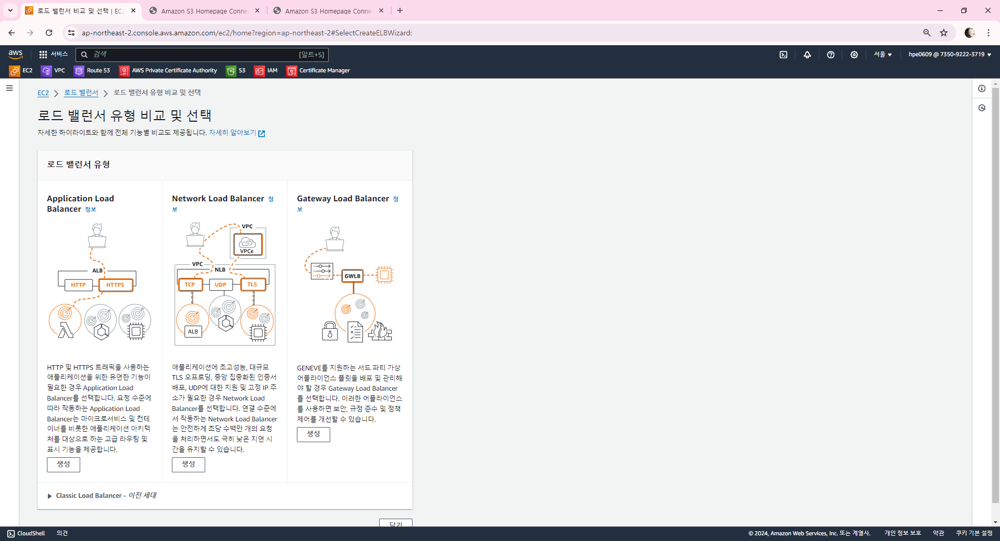 로드 밸런서 비교 및 선택 | EC2
Amazon S3 Homepage Conne
Amazon S3 Homepage Conne
ap-northeast-2.console.aws.amazon.com/ec2/home?region=ap-northeast-2#SelectCreateELBWizard:
aws
서비스
검색
[알트+S]
서울
hpe0609 @ 7350-9222-3719
EC2
VPC
Route 53
AWS Private Certificate Authority
S3
IAM
Certificate Manager
EC2
로드 밸런서
로드 밸런서 유형 비교 및 선택
로드 밸런서 유형 비교 및 선택
자세한 하이라이트와 함께 전체 기능별 비교도 제공됩니다. 자세히 알아보기
로드 밸런서 유형
Application Load
Balancer 정보
ALB
HTTP
HTTPS
HTTP 및 HTTPS 트래픽을 사용하는
애플리케이션을 위한 유연한 기능이
필요한 경우 Application Load
Balancer를 선택합니다. 요청 수준에
따라 작동하는 Application Load
Balancer는 마이크로서비스 및 컨테
이너를 비롯한 애플리케이션 아키텍
처를 대상으로 하는 고급 라우팅 및
표시 기능을 제공합니다.
생성
Network Load Balancer 정
보
VPC
VPCe
VPC
NLB
TCP
UDP
TLS
ALB
애플리케이션에 초고성능, 대규모
TLS 오프로딩, 중앙 집중화된 인증서
배포, UDP에 대한 지원 및 고정 IP 주
소가 필요한 경우 Network Load
Balancer를 선택합니다. 연결 수준에
서 작동하는 Network Load Balancer
는 안전하게 초당 수백만 개의 요청
을 처리하면서도 극히 낮은 지연 시
간을 유지할 수 있습니다.
생성
Gateway Load Balancer 정
보
GWLB
GENEVE를 지원하는 서드 파티 가상
어플라이언스 플릿을 배포 및 관리해
야 할 경우 Gateway Load Balancer
를 선택합니다. 이러한 어플라이언스
를 사용하면 보안, 규정 준수 및 정책
제어를 개선할 수 있습니다.
생성
Classic Load Balancer - 이전 세대
닫기
CloudShell
의견
© 2024, Amazon Web Services, Inc. 또는 계열사.
개인 정보 보호
약관
쿠키 기본 설정